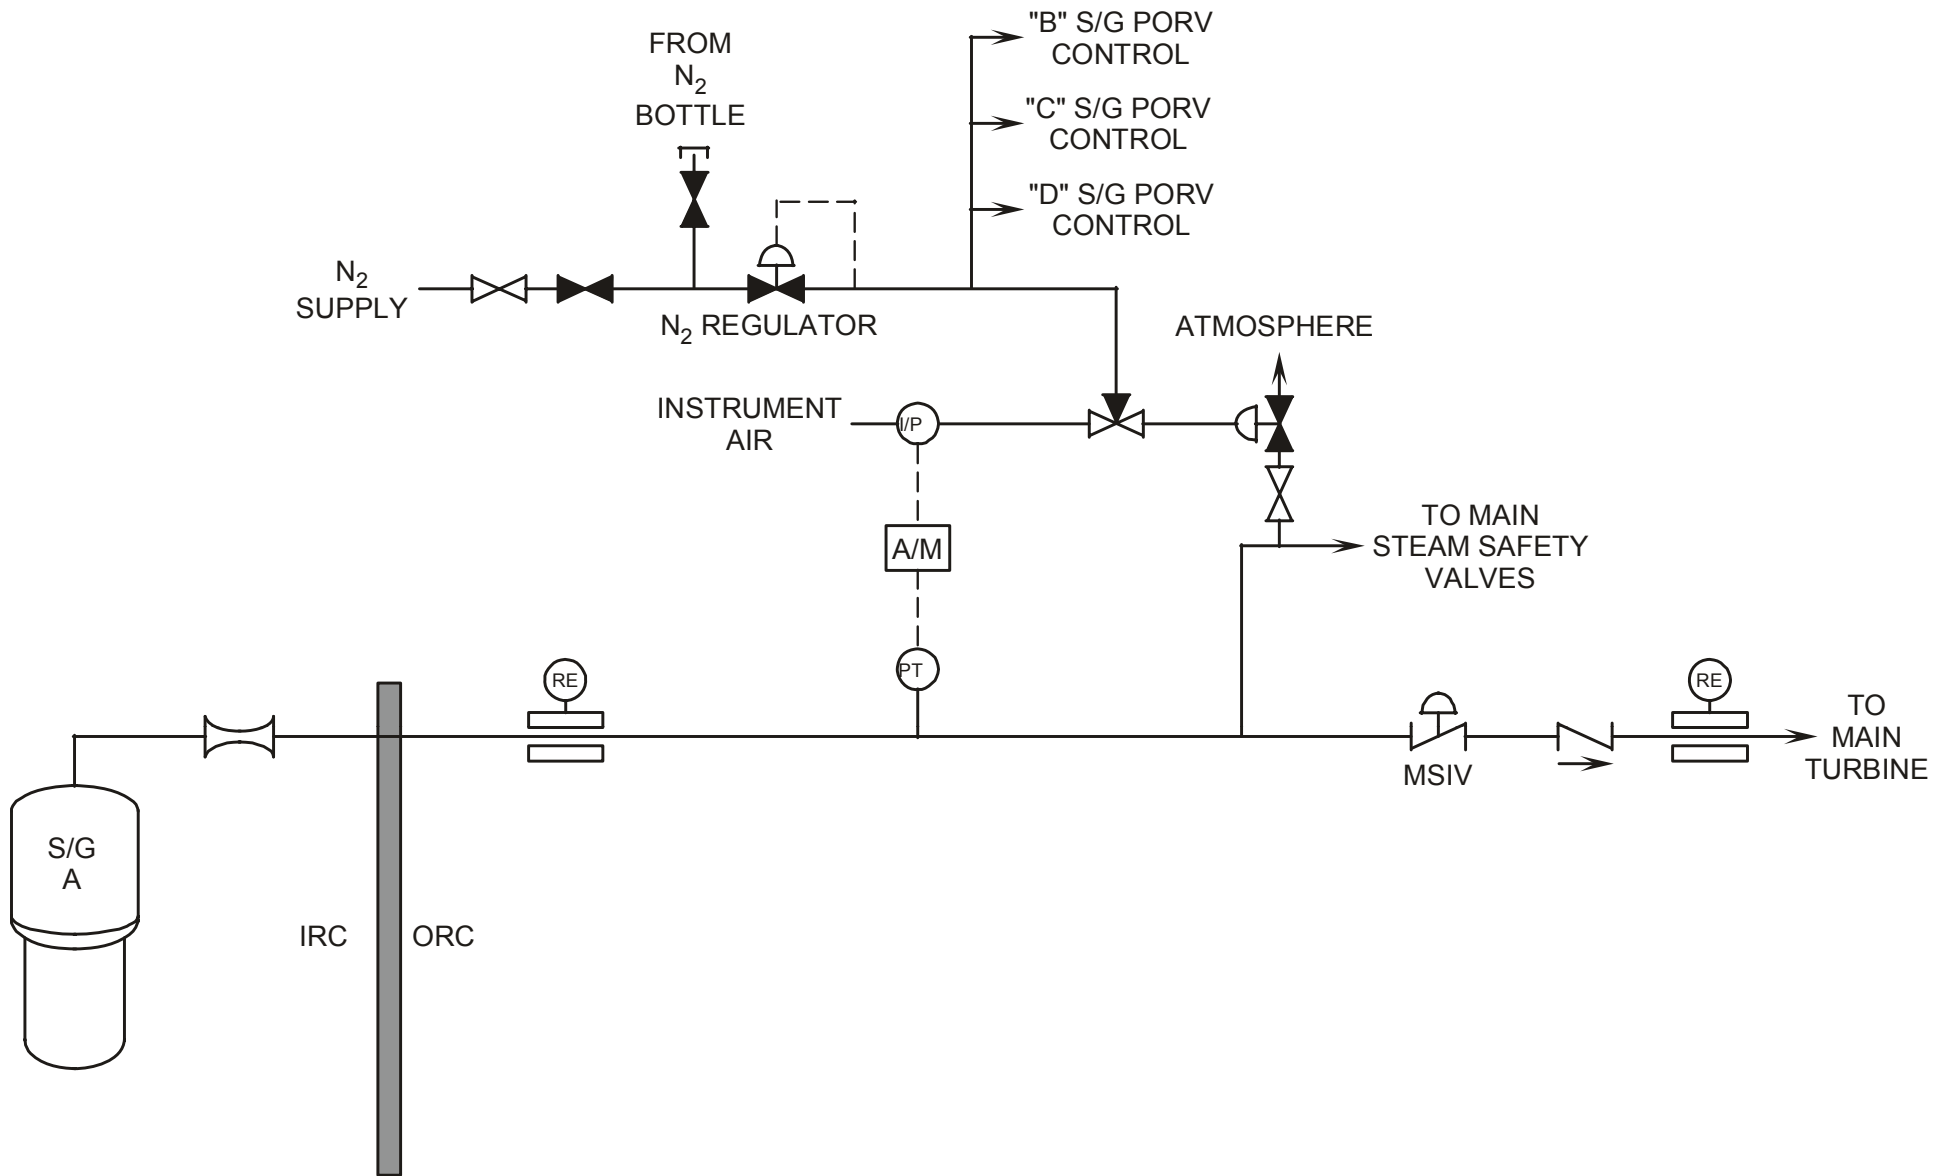 "B" S/G PORV
CONTROL
FROM
N2
BOTTLE
"C" S/G PORV
CONTROL
"D" S/G PORV
CONTROL
N2
SUPPLY
N2 REGULATOR
ATMOSPHERE
INSTRUMENT
AIR
I/P
A/M
TO MAIN
STEAM SAFETY
VALVES
PT
RE
RE
TO
MAIN
TURBINE
MSIV
S/G
A
IRC
ORC